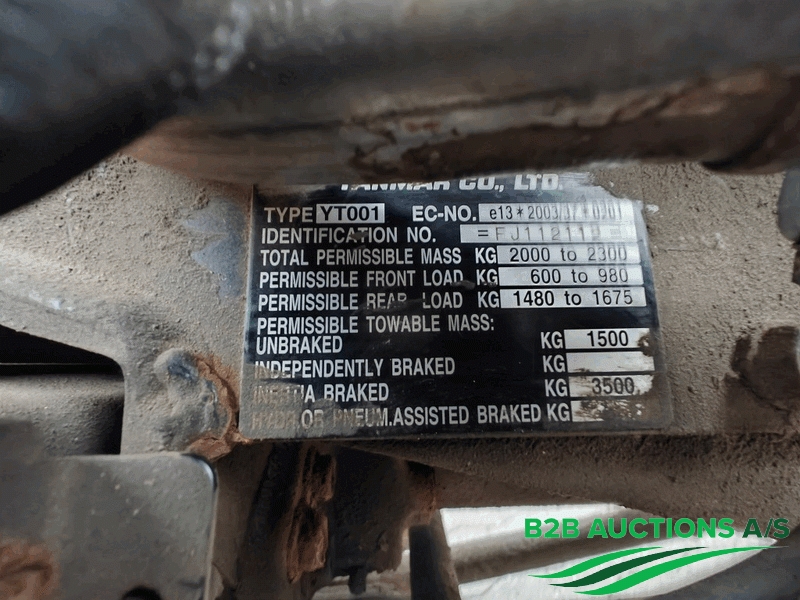 YANMAR CO., LTD.
TYPE YT001 EC-NO.
IDENTIFICATION NO.
TOTAL PERMISSIBLE MASS KG 2000 to 2300
PERMISSIBLE FRONT LOAD KG 600 to 980
PERMISSIBLE REAR LOAD KG 1480 to 1675
PERMISSIBLE TOWABLE MASS:
UNBRAKED KG 1500
INDEPENDENTLY BRAKED KG
INERTIA BRAKED KG 3500
HYDR.OR PNEUM.ASSISTED BRAKED KG
B2B AUCTIONS A/S